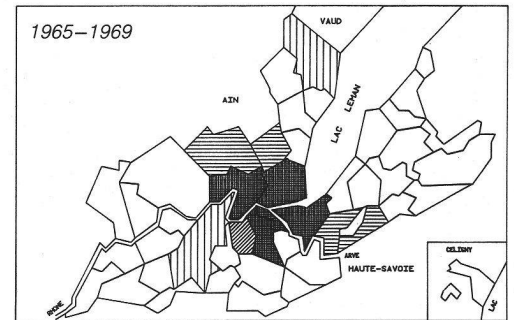 1965–1969
VAUD
AIN
LAC LEMAN
ARVE
HAUTE-SAVOIE
RHONE
CELIGNY
LAC